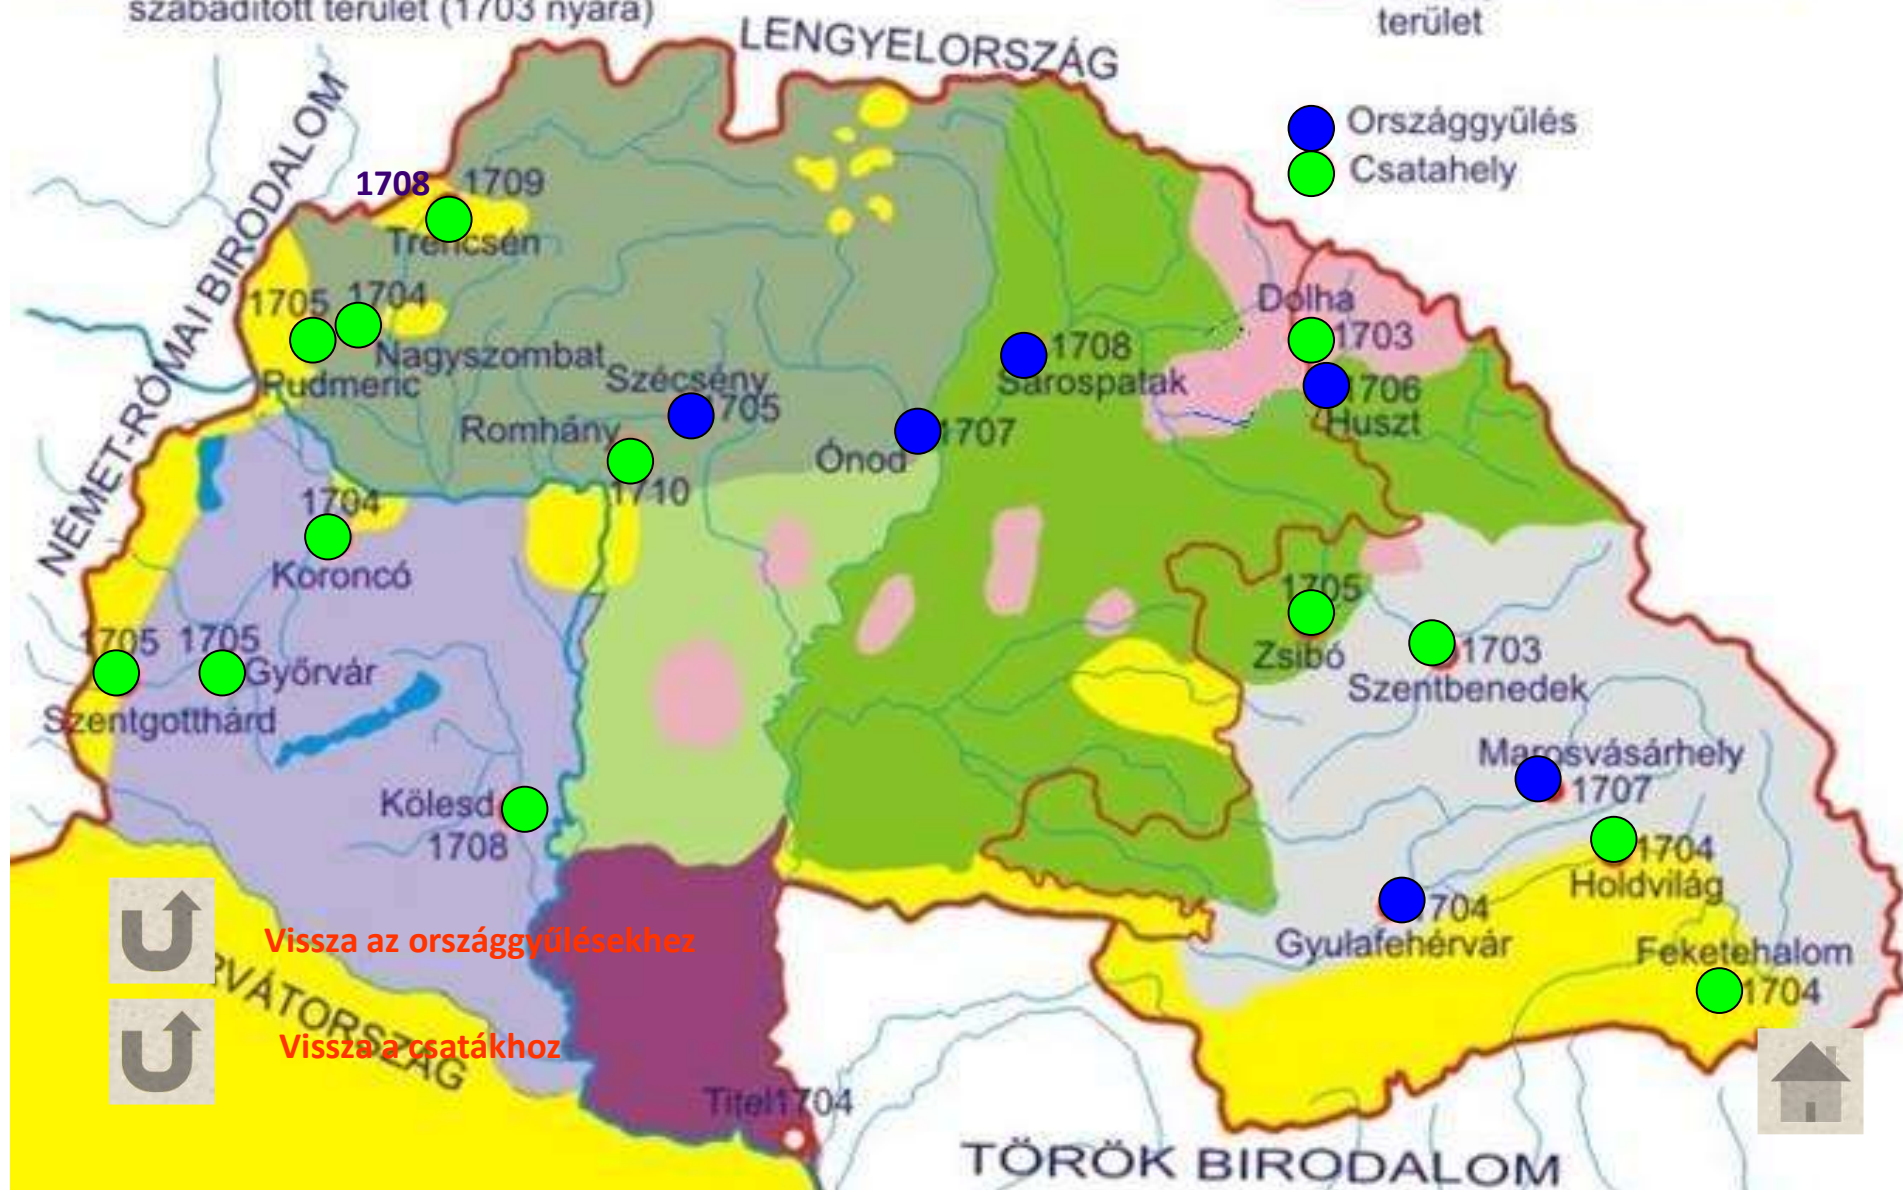 szabadított terület (1703 nyara)
terület
LENGYELORSZÁG
NÉMET-RÓMAI BIRODALOM
Országgyűlés
Csatahely
1708 1709
Trencsén
1705 1704
Nagyszombat
Pudmeric
Szécsény
1705
Romhány
1710
Ónod
1707
1708
Sárospatak
Dolha
1703
1706
Huszt
1704
Koroncó
1705
Szentgotthárd
1705
Győrvár
Kölesd
1708
1705
Zsibó
1703
Szentbenedek
Marosvásárhely
1707
1704
Holdvilág
1704
Gyulafehérvár
Feketehalom
1704
Vissza az országgyűlésekhez
RVÁTORSZÁG
Vissza a csatákhoz
Titel 1704
TÖRÖK BIRODALOM